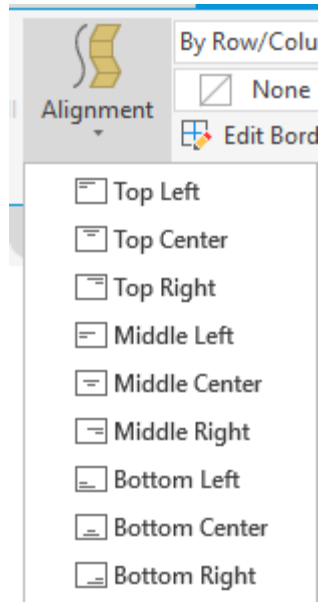 By Row/Colu
None
Alignment
Edit Bord
Top Left
Top Center
Top Right
Middle Left
Middle Center
Middle Right
Bottom Left
Bottom Center
Bottom Right